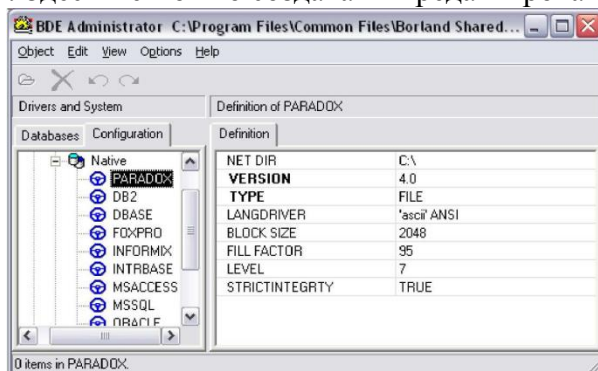 BDE Administrator C:\Program Files\Common Files\Borland Shared...
Object Edit View Options Help
Drivers and System
Definition of PARADOX
Databases Configuration
Definition
Native
PARADOX
DB2
DBASE
FOXPRO
INFORMIX
INTRBASE
MSACCESS
MSSQL
ORACLE
NET DIR C:\
VERSION 4.0
TYPE FILE
LANGDRIVER 'ascii' ANSI
BLOCK SIZE 2048
FILL FACTOR 95
LEVEL 7
STRICTINTEGRTY TRUE
0 items in PARADOX.